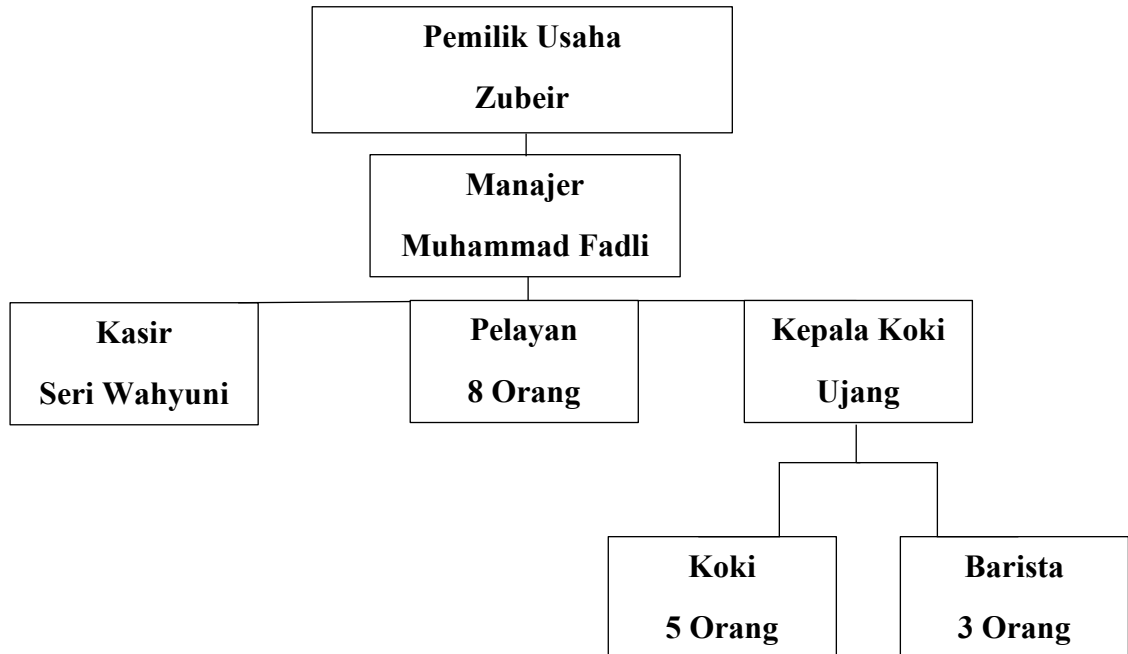 Pemilik Usaha
Zubeir
Manajer
Muhammad Fadli
Kasir
Seri Wahyuni
Pelayan
8 Orang
Kepala Koki
Ujang
Koki
5 Orang
Barista
3 Orang